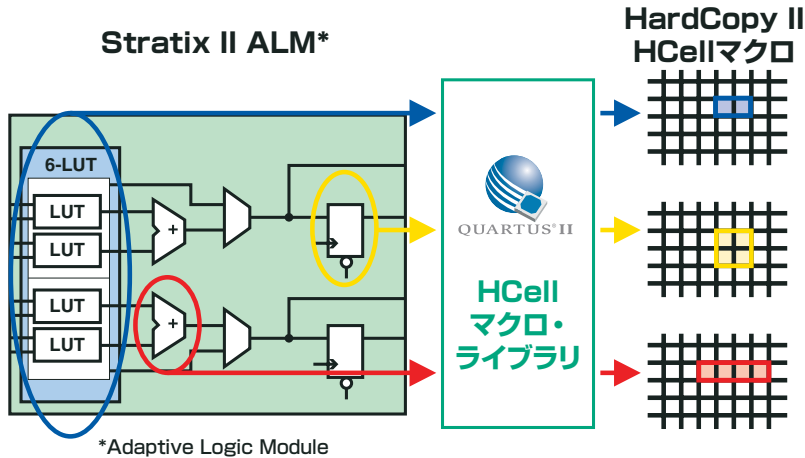 Stratix II ALM*
HardCopy II
HCellマクロ
6-LUT
LUT
LUT
LUT
LUT
+
+
QUARTUS® II
HCell
マクロ・
ライブラリ
*Adaptive Logic Module